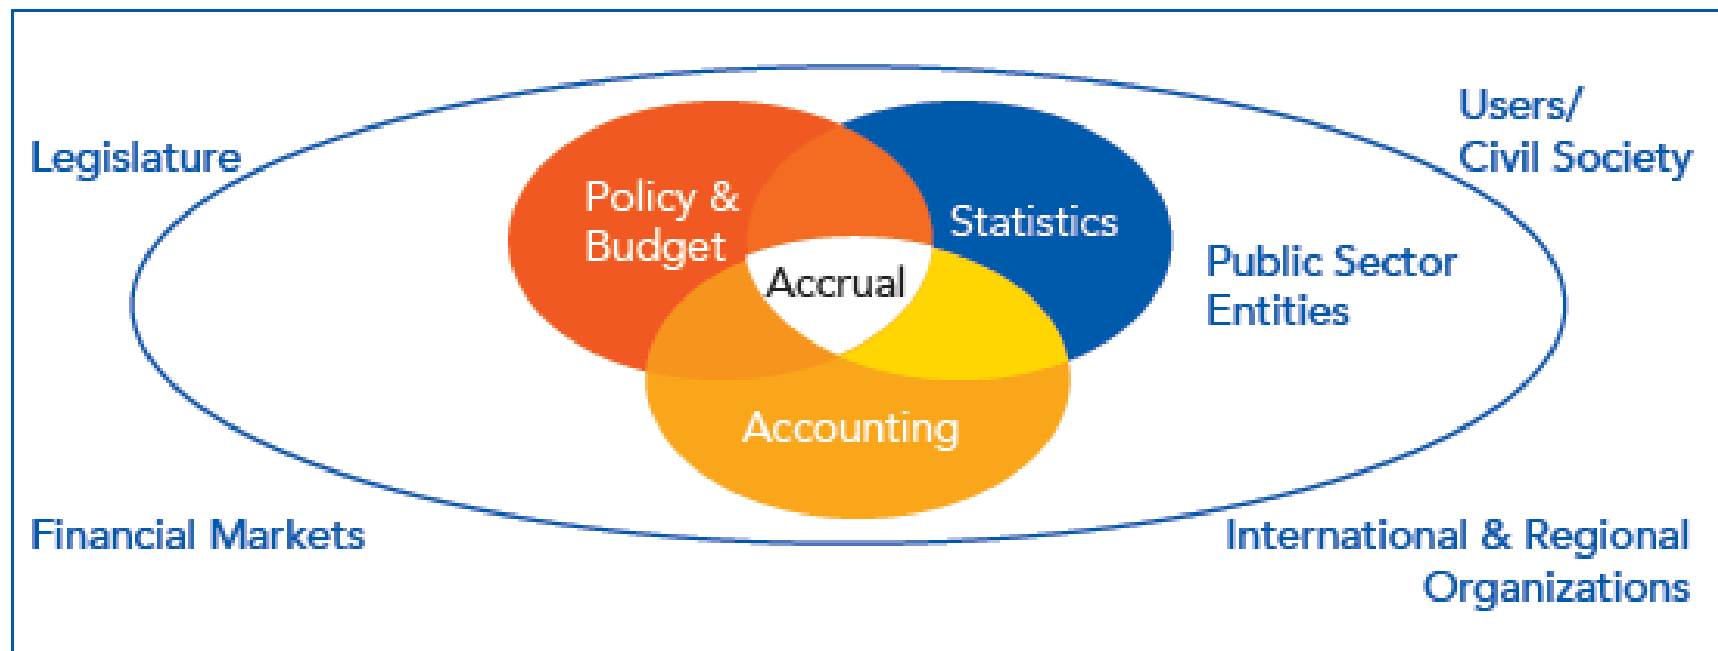 Legislature
Users/
Civil Society
Policy &
Budget
Statistics
Accrual
Public Sector
Entities
Accounting
Financial Markets
International & Regional
Organizations